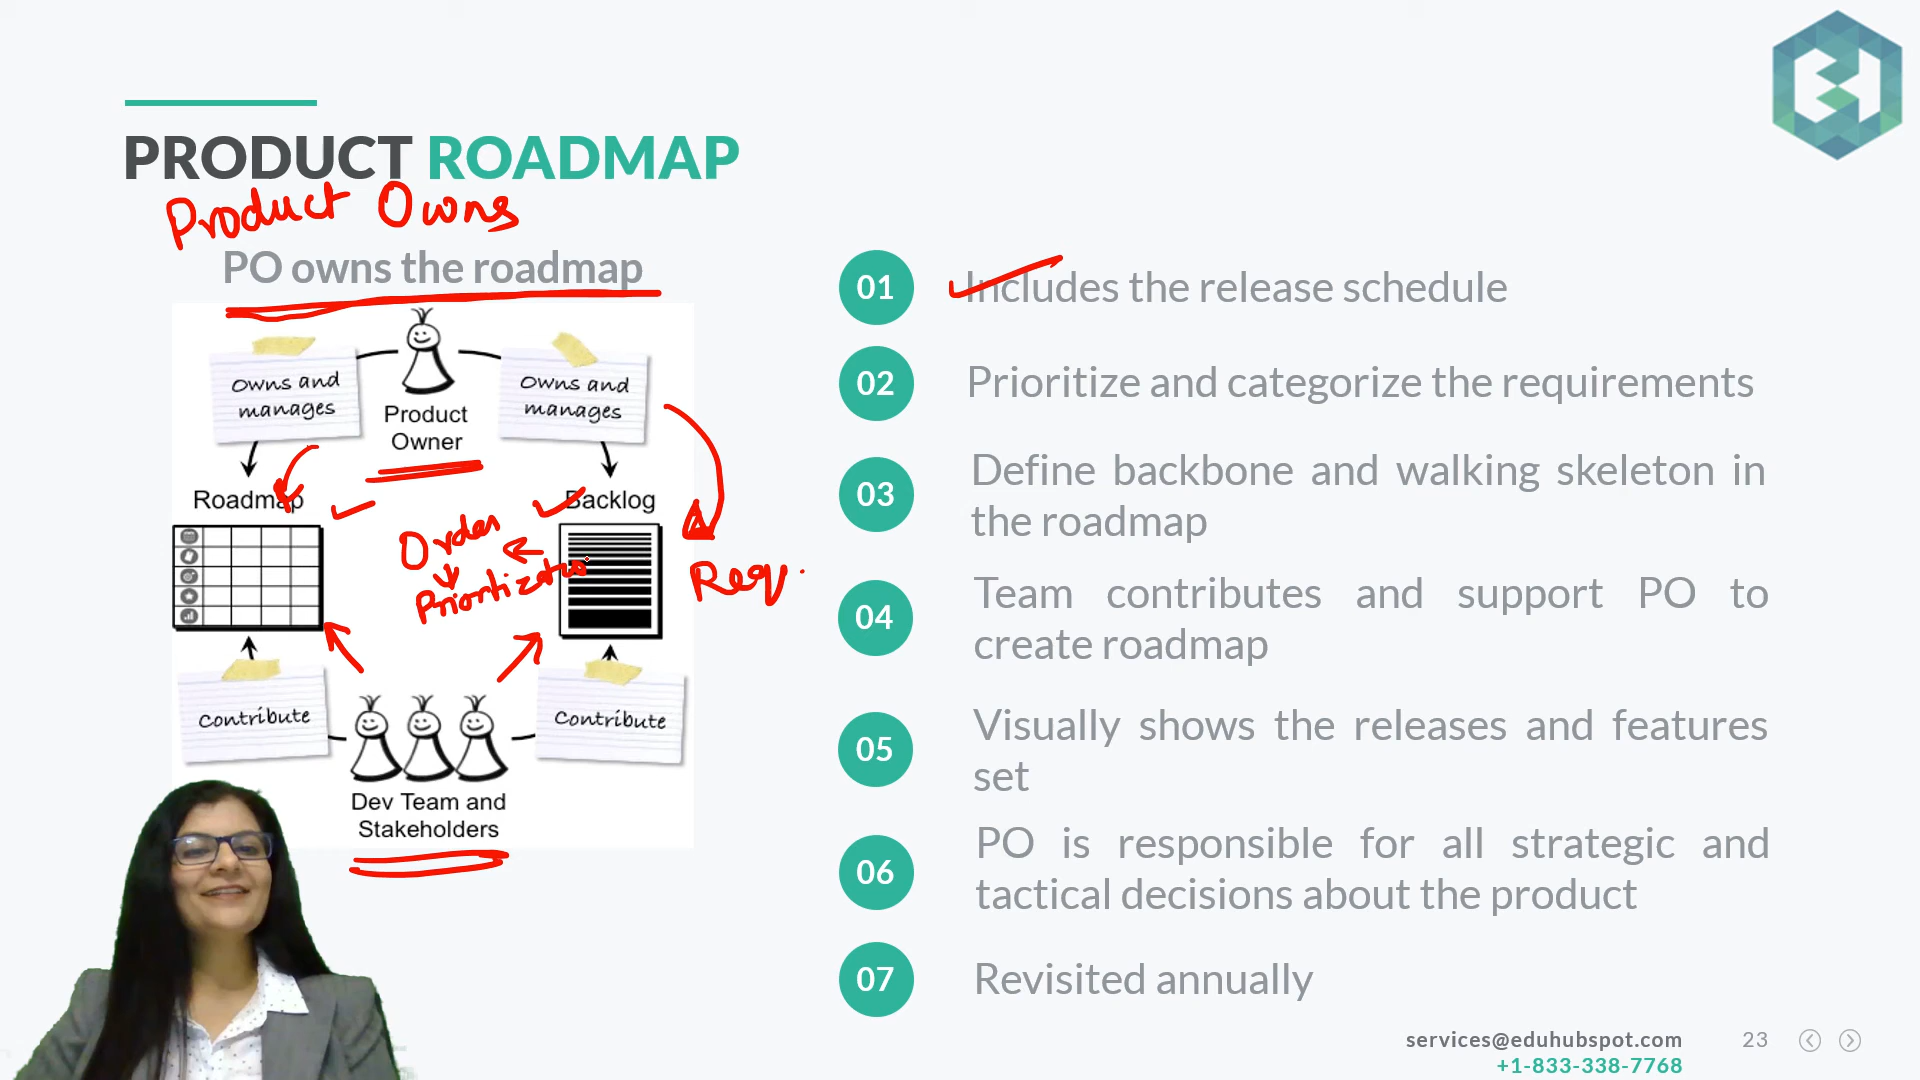 PRODUCT ROADMAP
Product Owns
PO owns the roadmap
Owns and
manages
Product
Owner
Owns and
manages
Roadmap
Backlog
Order
Prioritization
Req.
Contribute
Contribute
Dev Team and
Stakeholders
01
Includes the release schedule
02
Prioritize and categorize the requirements
03
Define backbone and walking skeleton in
the roadmap
04
Team contributes and support PO to
create roadmap
05
Visually shows the releases and features
set
06
PO is responsible for all strategic and
tactical decisions about the product
07
Revisited annually
services@eduhubspot.com
23
+1-833-338-7768